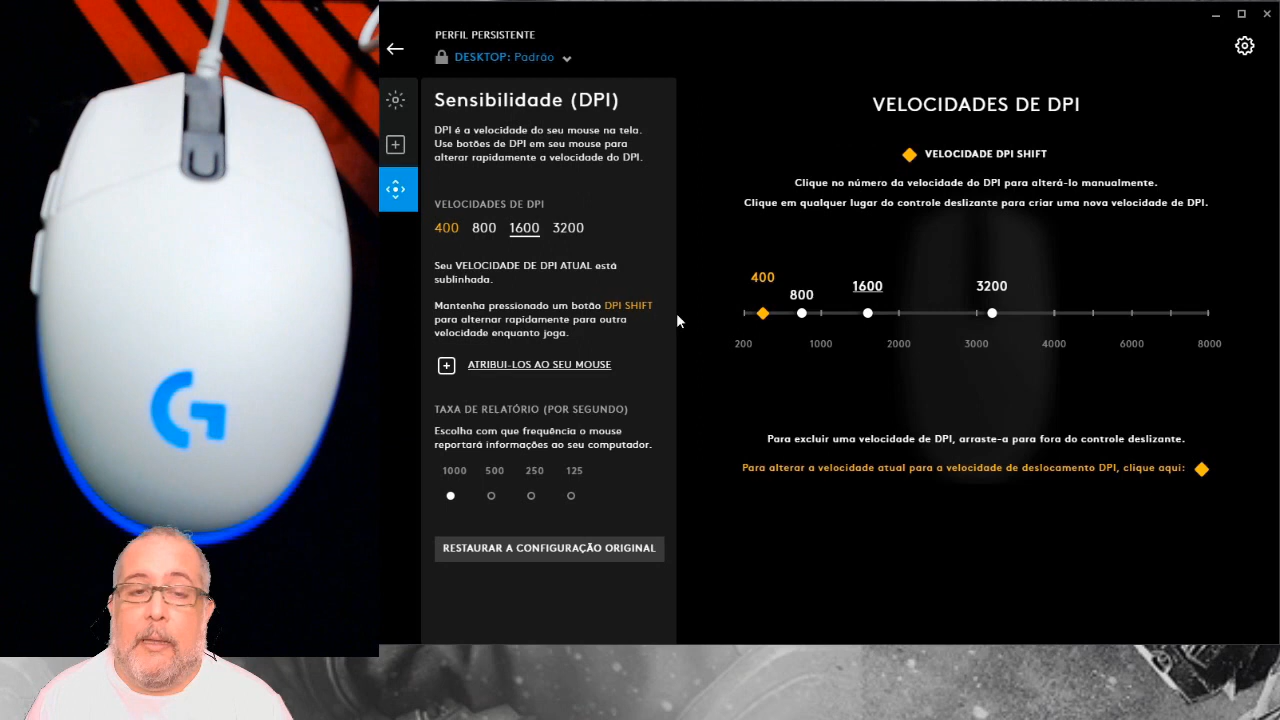 PERFIL PERSISTENTE
DESKTOP: Padrão
Sensibilidade (DPI)
DPI é a velocidade do seu mouse na tela.
Use botões de DPI em seu mouse para
alterar rapidamente a velocidade do DPI.
VELOCIDADES DE DPI
400 800 1600 3200
Seu VELOCIDADE DE DPI ATUAL está
sublinhada.
Mantenha pressionado um botão DPI SHIFT
para alternar rapidamente para outra
velocidade enquanto joga.
ATRIBUI-LOS AO SEU MOUSE
TAXA DE RELATÓRIO (POR SEGUNDO)
Escolha com que frequência o mouse
reportará informações ao seu computador.
1000 500 250 125
RESTAURAR A CONFIGURAÇÃO ORIGINAL
VELOCIDADES DE DPI
VELOCIDADE DPI SHIFT
Clique no número da velocidade do DPI para alterá-lo manualmente.
Clique em qualquer lugar do controle deslizante para criar uma nova velocidade de DPI.
400 800 1600 3200
200 1000 2000 3000 4000 6000 8000
Para excluir uma velocidade de DPI, arraste-a para fora do controle deslizante.
Para alterar a velocidade atual para a velocidade de deslocamento DPI, clique aqui: